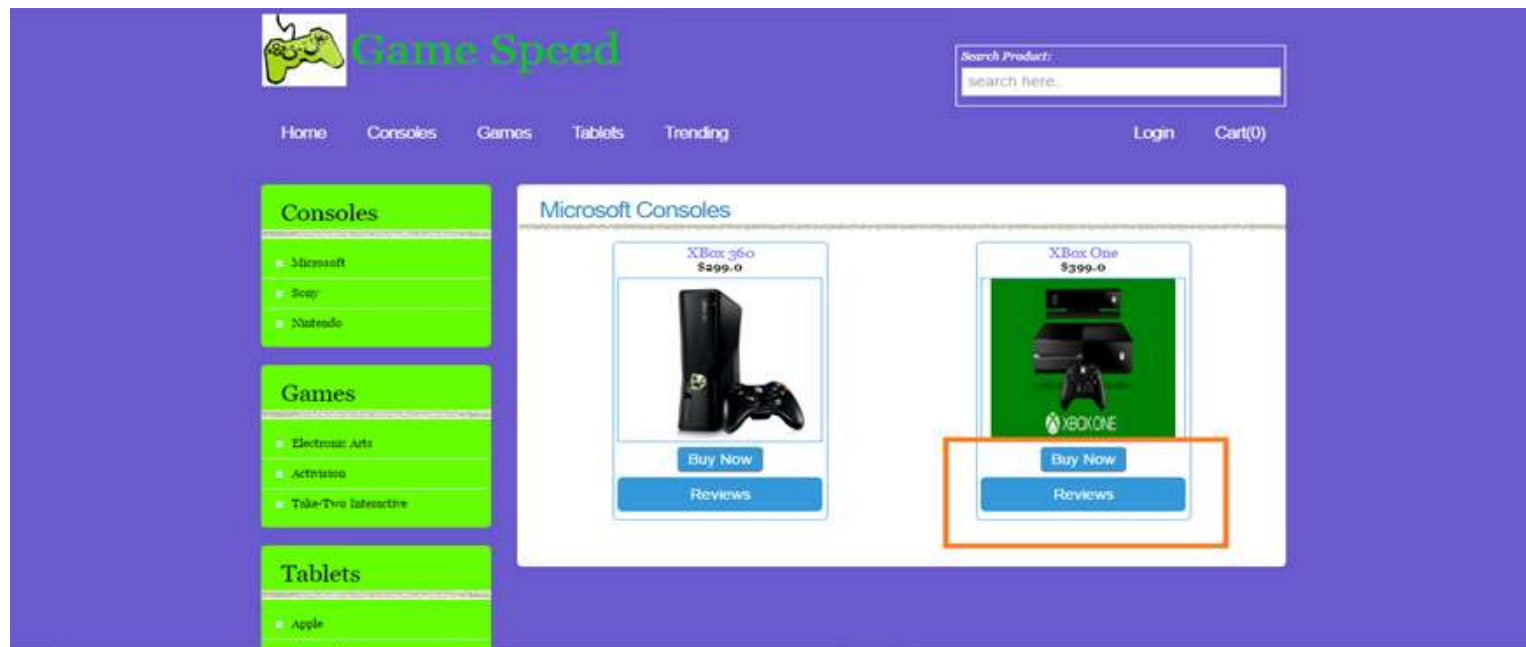 Game Speed
Search Product:
search here..
Home Consoles Games Tablets Trending Login Cart(0)
Consoles
Microsoft
Sony
Nintendo
Games
Electronic Arts
Activision
Take-Two Interactive
Tablets
Apple
Microsoft Consoles
XBox 360
$299.0
Buy Now
Reviews
XBox One
$399.0
XBOX ONE
Buy Now
Reviews